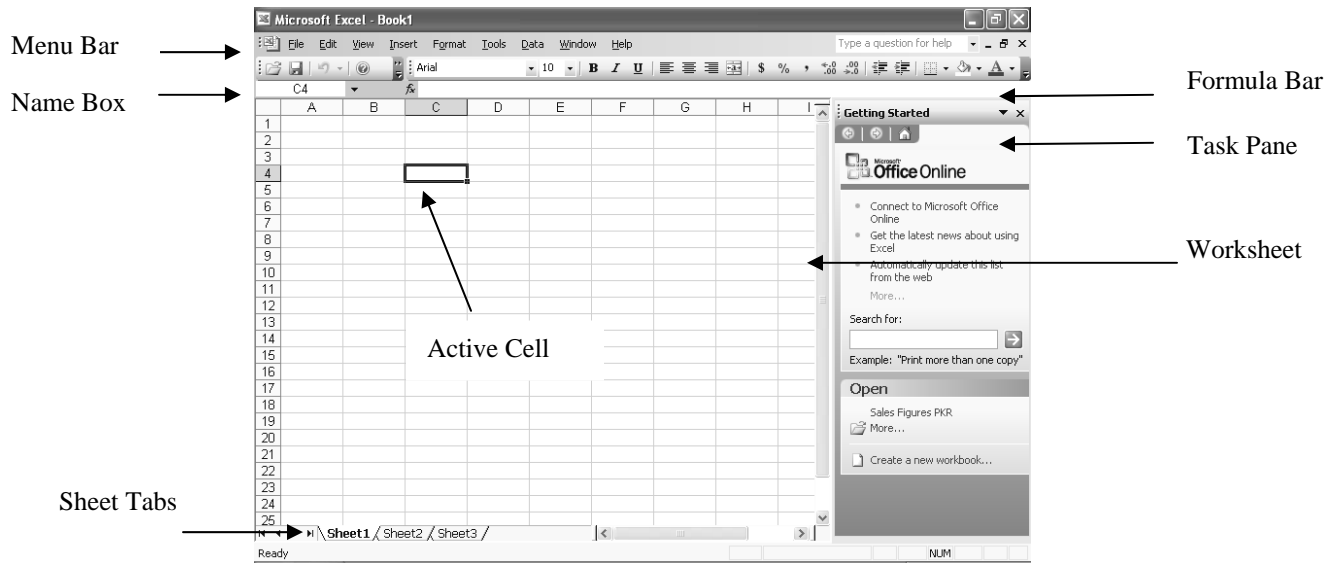 Microsoft Excel - Book1
Menu Bar
File Edit View Insert Format Tools Data Window Help
Type a question for help
Arial 10 B I U $ % ,
Name Box
C4 fx
Formula Bar
A B C D E F G H I
Getting Started
Task Pane
Microsoft
Office Online
Connect to Microsoft Office
Online
Get the latest news about using
Excel
Automatically update this list
from the web
More...
Worksheet
Search for:
Example: "Print more than one copy"
Open
Sales Figures PKR
More...
Create a new workbook...
1
2
3
4
5
6
7
8
9
10
11
12
13
14
15
16
17
18
19
20
21
22
23
24
25
Active Cell
Sheet Tabs
Sheet1 Sheet2 Sheet3
Ready NUM